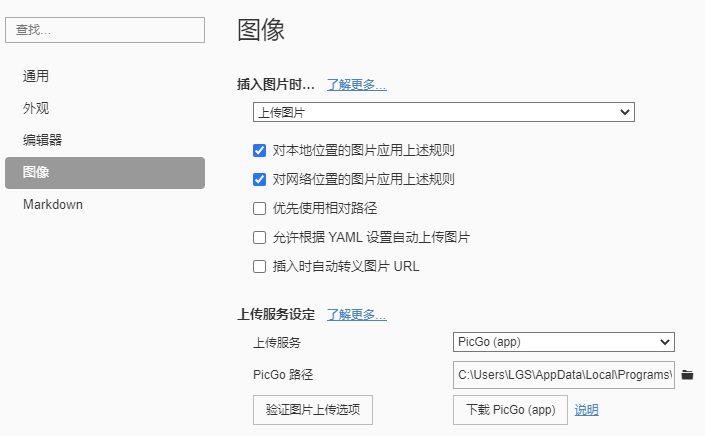 查找...
通用
外观
编辑器
图像
Markdown
图像
插入图片时... 了解更多...
上传图片
对本地位置的图片应用上述规则
对网络位置的图片应用上述规则
优先使用相对路径
允许根据 YAML 设置自动上传图片
插入时自动转义图片 URL
上传服务设定 了解更多...
上传服务 PicGo (app)
PicGo 路径 C:\Users\LGS\AppData\Local\Programs\
验证图片上传选项 下载 PicGo (app) 说明